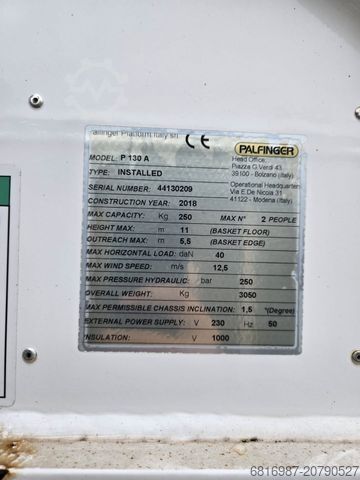 Palfinger Platform Italy srl
CE
PALFINGER
Head Office:
Piazza G.Verdi 43
39100 - Bolzano (Italy)
Operational Headquarters
Via E.De Nicola 31
41122 - Modena (Italy)
MODEL: P 130 A
TYPE: INSTALLED
SERIAL NUMBER: 44130209
CONSTRUCTION YEAR: 2018
MAX CAPACITY: Kg 250 MAX N° 2 PEOPLE
HEIGHT MAX: m 11 (BASKET FLOOR)
OUTREACH MAX: m 5,5 (BASKET EDGE)
MAX HORIZONTAL LOAD: daN 40
MAX WIND SPEED: m/s 12,5
MAX PRESSURE HYDRAULIC: bar 250
OVERALL WEIGHT: Kg 3050
MAX PERMISSIBLE CHASSIS INCLINATION: 1,5 °(Degree)
EXTERNAL POWER SUPPLY: V 230 Hz 50
INSULATION: V 1000
6816987-20790527